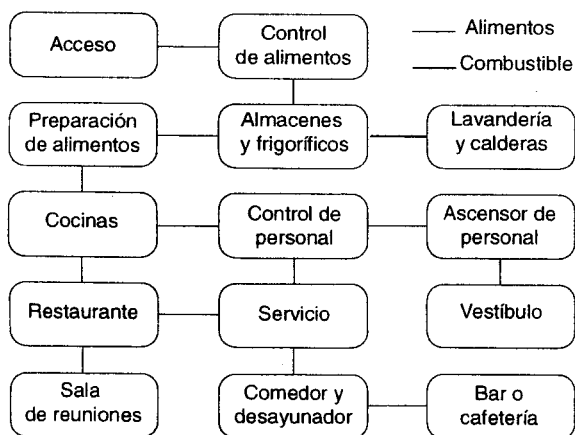 Acceso
Control
de alimentos
Alimentos
Combustible
Preparación
de alimentos
Almacenes
y frigoríficos
Lavandería
y calderas
Cocinas
Control de
personal
Ascensor de
personal
Restaurante
Servicio
Vestíbulo
Sala
de reuniones
Comedor y
desayunador
Bar o
cafetería